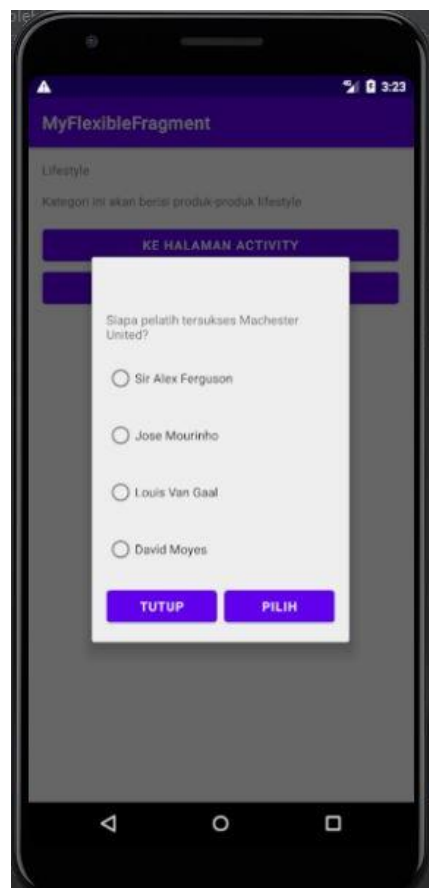 3:23
MyFlexibleFragment
Lifestyle
Kategori ini akan berisi produk-produk lifestyle
KE HALAMAN ACTIVITY
Siapa pelatih tersukses Machester
United?
Sir Alex Ferguson
Jose Mourinho
Louis Van Gaal
David Moyes
TUTUP PILIH